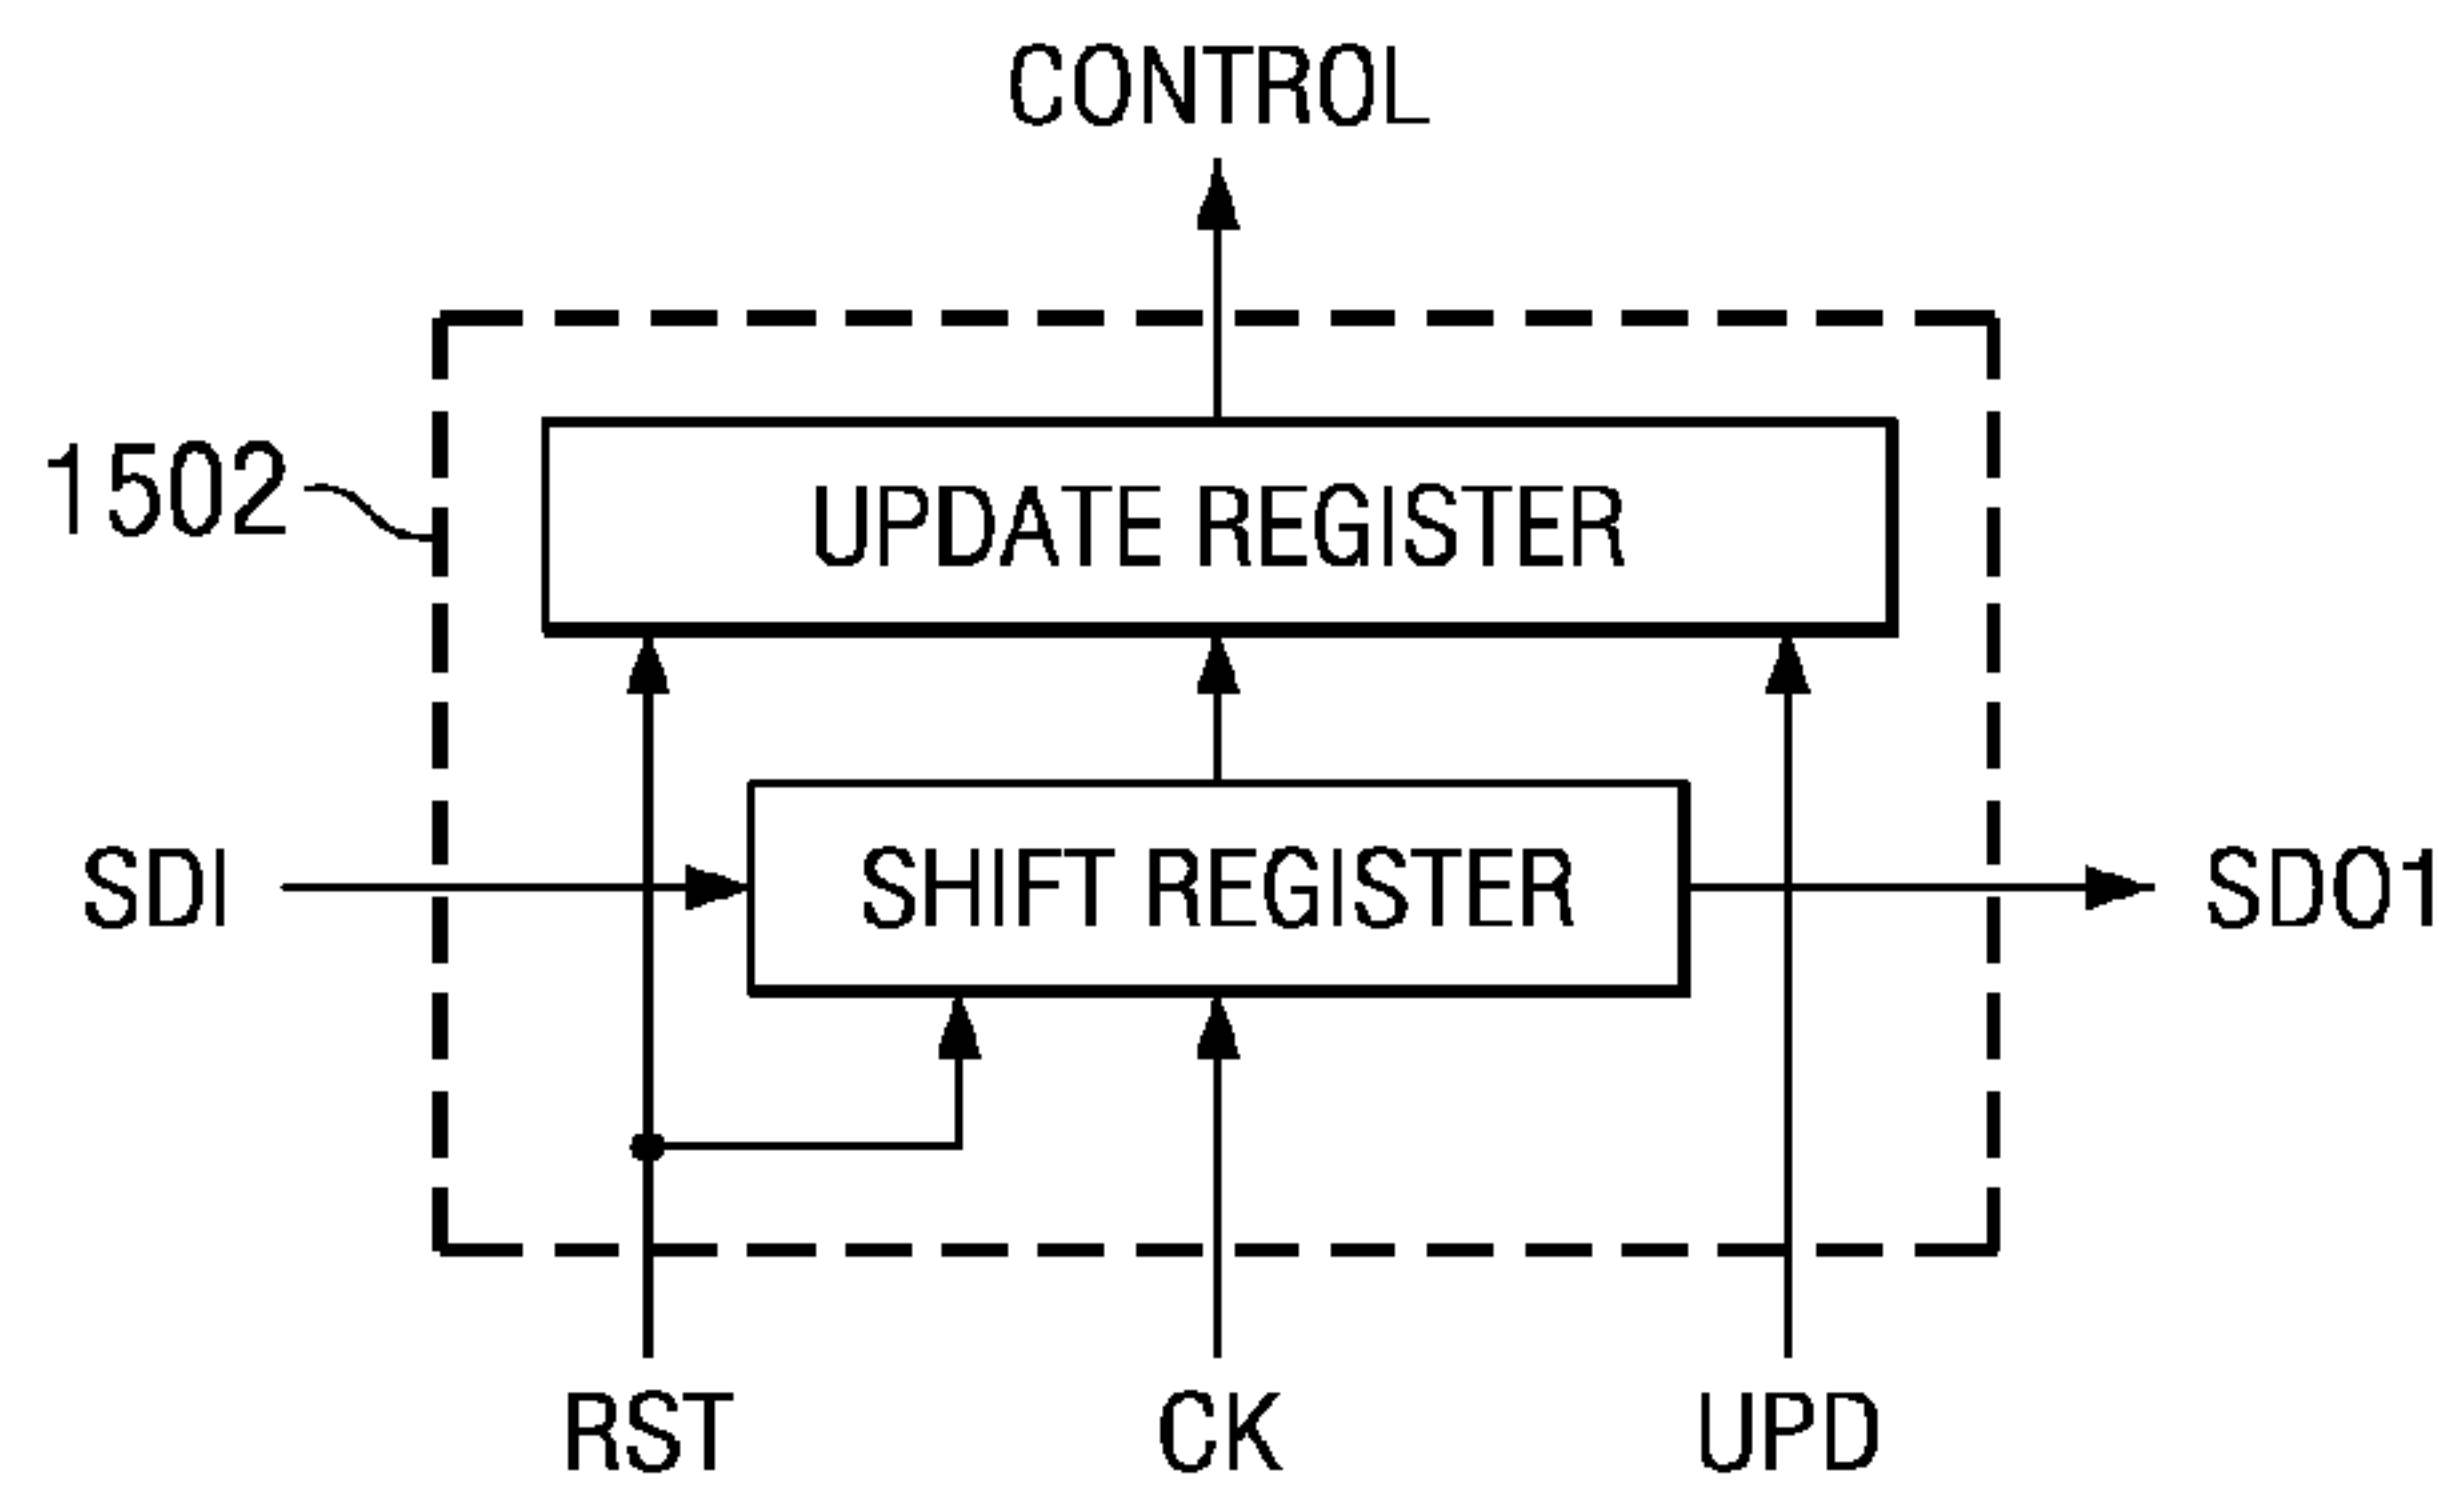 CONTROL
1502
UPDATE REGISTER
SDI
SHIFT REGISTER
SDO1
RST
CK
UPD